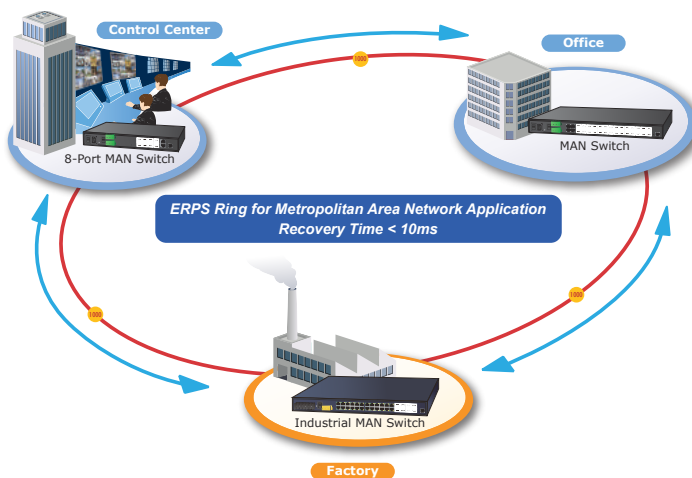 Control Center
Office
1000
8-Port MAN Switch
MAN Switch
ERPS Ring for Metropolitan Area Network Application
Recovery Time < 10ms
1000
1000
Industrial MAN Switch
Factory